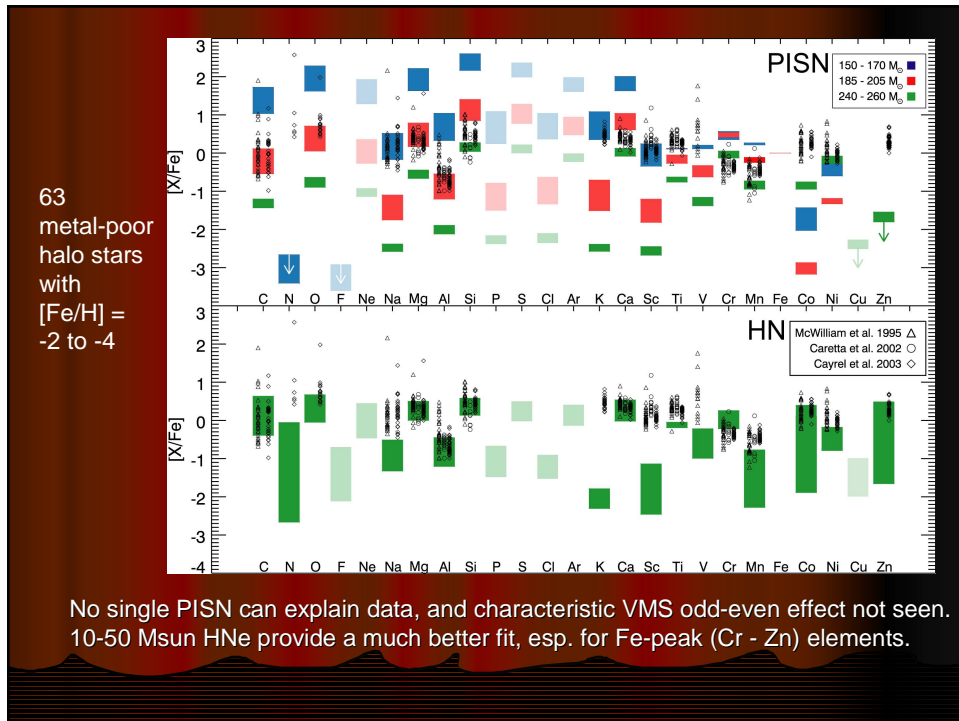 63
metal-poor
halo stars
with
[Fe/H] =
-2 to -4
3
2
1
0
-1
-2
-3
[X/Fe]
PISN
150 - 170 M⊙
185 - 205 M⊙
240 - 260 M⊙
C N O F Ne Na Mg Al Si P S Cl Ar K Ca Sc Ti V Cr Mn Fe Co Ni Cu Zn
3
2
1
0
-1
-2
-3
-4
[X/Fe]
HN
McWilliam et al. 1995 △
Caretta et al. 2002 ○
Cayrel et al. 2003 ◇
C N O F Ne Na Mg Al Si P S Cl Ar K Ca Sc Ti V Cr Mn Fe Co Ni Cu Zn
No single PISN can explain data, and characteristic VMS odd-even effect not seen.
10-50 Msun HNe provide a much better fit, esp. for Fe-peak (Cr - Zn) elements.